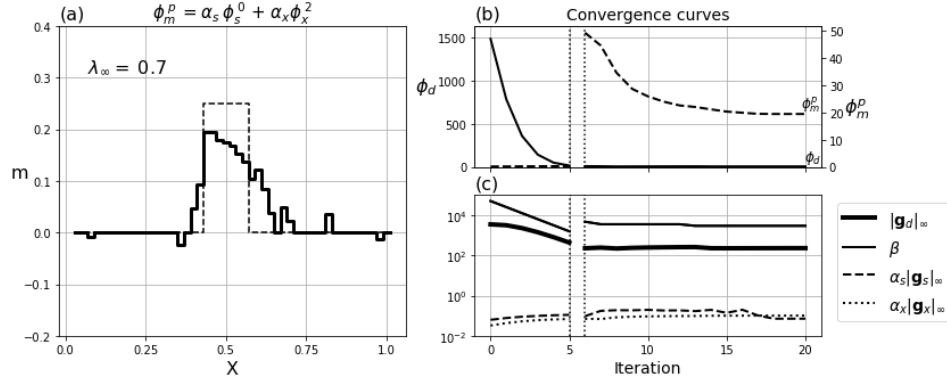 (a)
ϕ_m^p = α_s ϕ_s^0 + α_x ϕ_x^2
λ_∞ = 0.7
m
0.4
0.3
0.2
0.1
0.0
−0.1
−0.2
0.0 0.25 0.5 0.75 1.0
X
(b) Convergence curves
ϕ_d
1500
1000
500
0
50
40
30
20
10
0
ϕ_m^p
ϕ_m^p
ϕ_d
(c)
10^4
10^2
10^0
10^−2
0 5 10 15 20
Iteration
|g_d|_∞
β
α_s|g_s|_∞
α_x|g_x|_∞